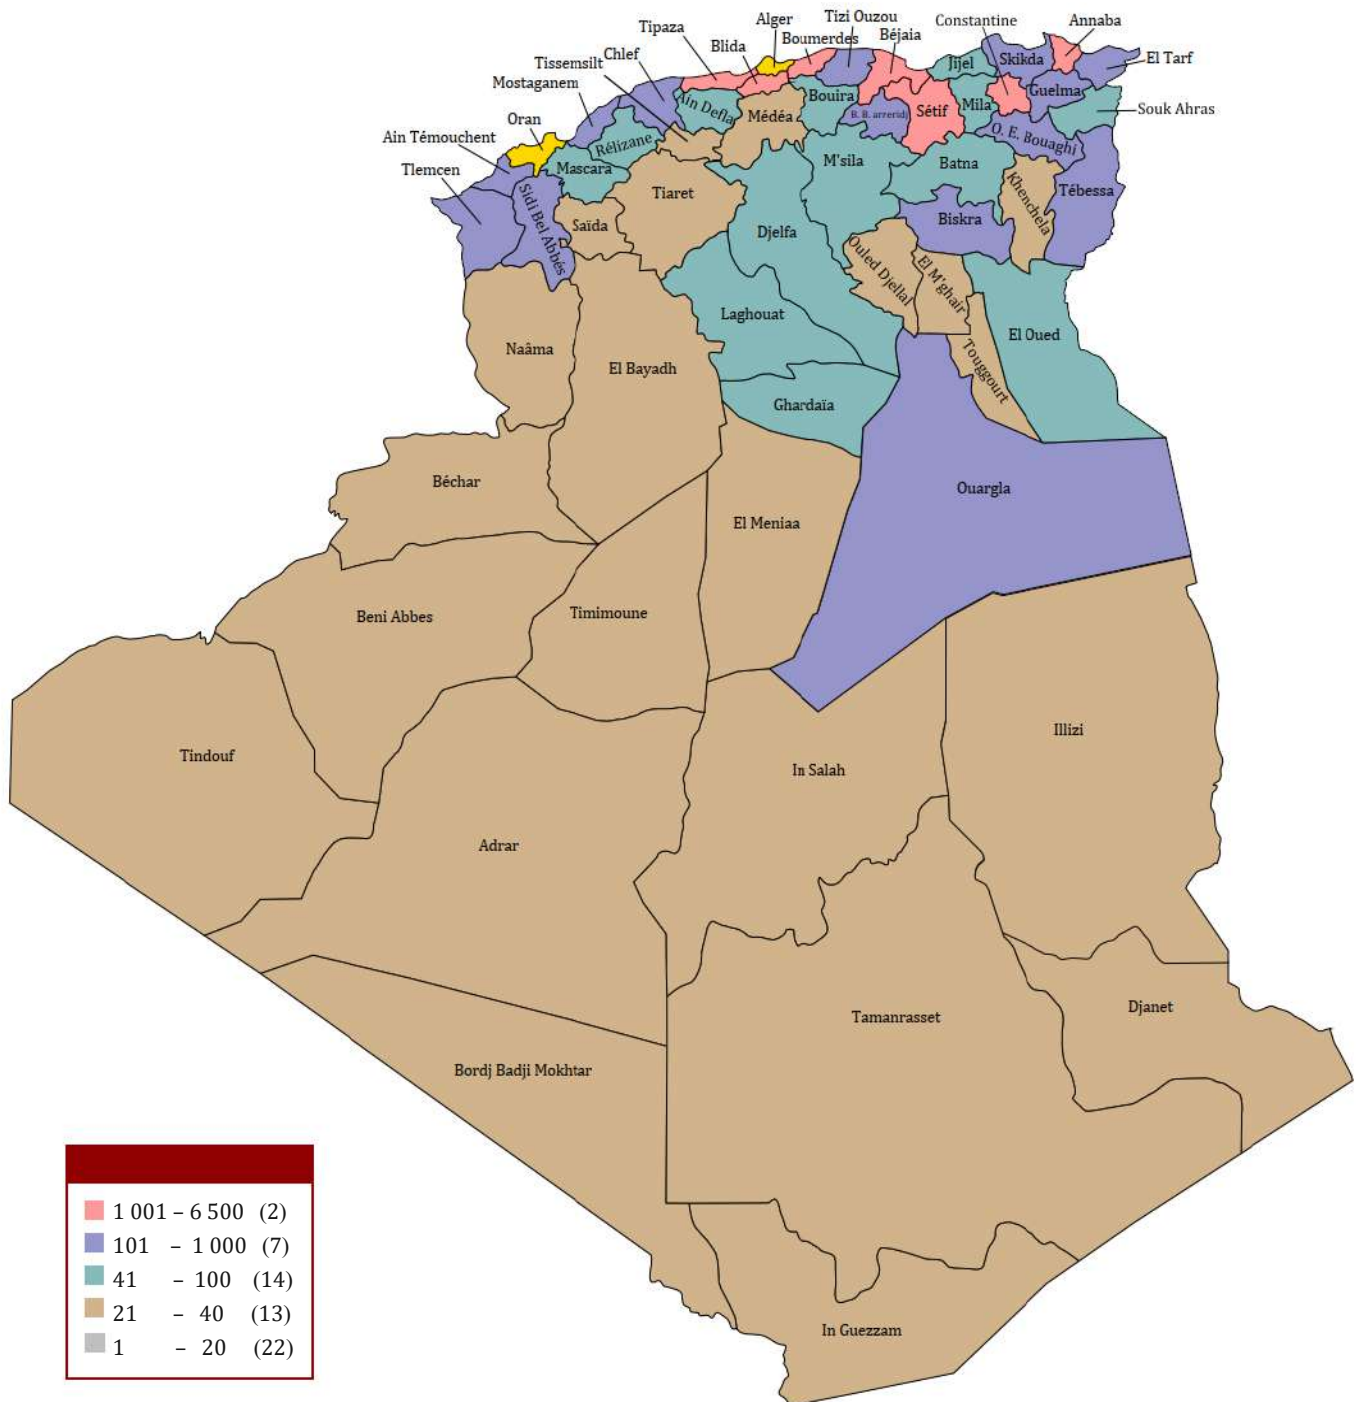 Alger
Tizi Ouzou
Constantine
Annaba
Tipaza
Blida
Boumerdes
Béjaia
Tissemsilt
Chlef
Jijel
Skikda
El Tarf
Mostaganem
Ain Defla
Médéa
Bouira
B. B. arreridj
Sétif
Mila
Guelma
Souk Ahras
Oran
Rélizane
O. E. Bouaghi
Ain Témouchent
Mascara
M'sila
Batna
Tlemcen
Sidi Bel Abbés
Saïda
Tiaret
Djelfa
Biskra
Khenchela
Tébessa
Ouled Djellal
El M'ghair
Laghouat
El Oued
Naâma
El Bayadh
Touggourt
Ghardaïa
Béchar
El Meniaa
Ouargla
Beni Abbes
Timimoune
Tindouf
In Salah
Illizi
Adrar
Tamanrasset
Djanet
Bordj Badji Mokhtar
In Guezzam
1 001 – 6 500 (2)
101 – 1 000 (7)
41 – 100 (14)
21 – 40 (13)
1 – 20 (22)